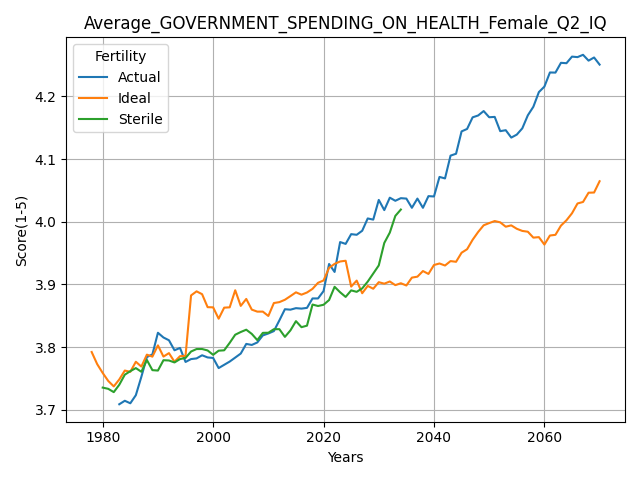 Average_GOVERNMENT_SPENDING_ON_HEALTH_Female_Q2_IQ
Fertility
Actual
Ideal
Sterile
4.2
4.1
4.0
3.9
3.8
3.7
Score(1-5)
1980
2000
2020
2040
2060
Years